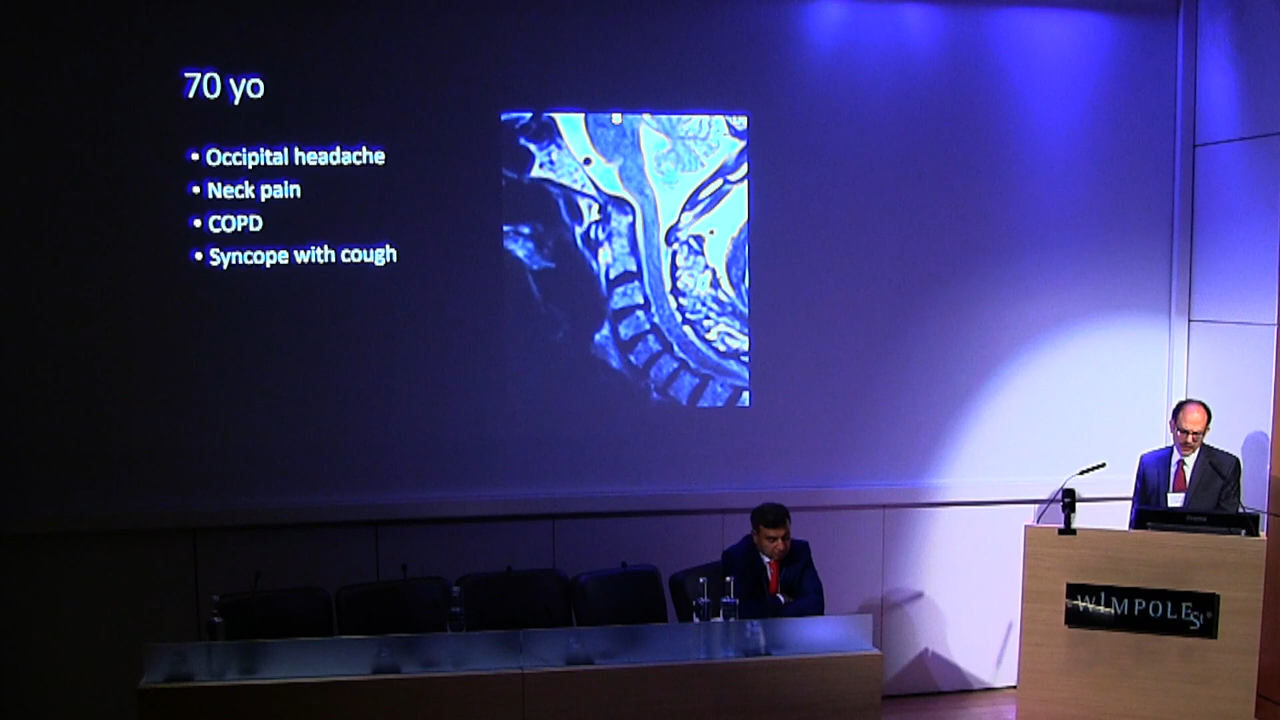 70 yo
• Occipital headache
• Neck pain
• COPD
• Syncope with cough
WIMPOLE St